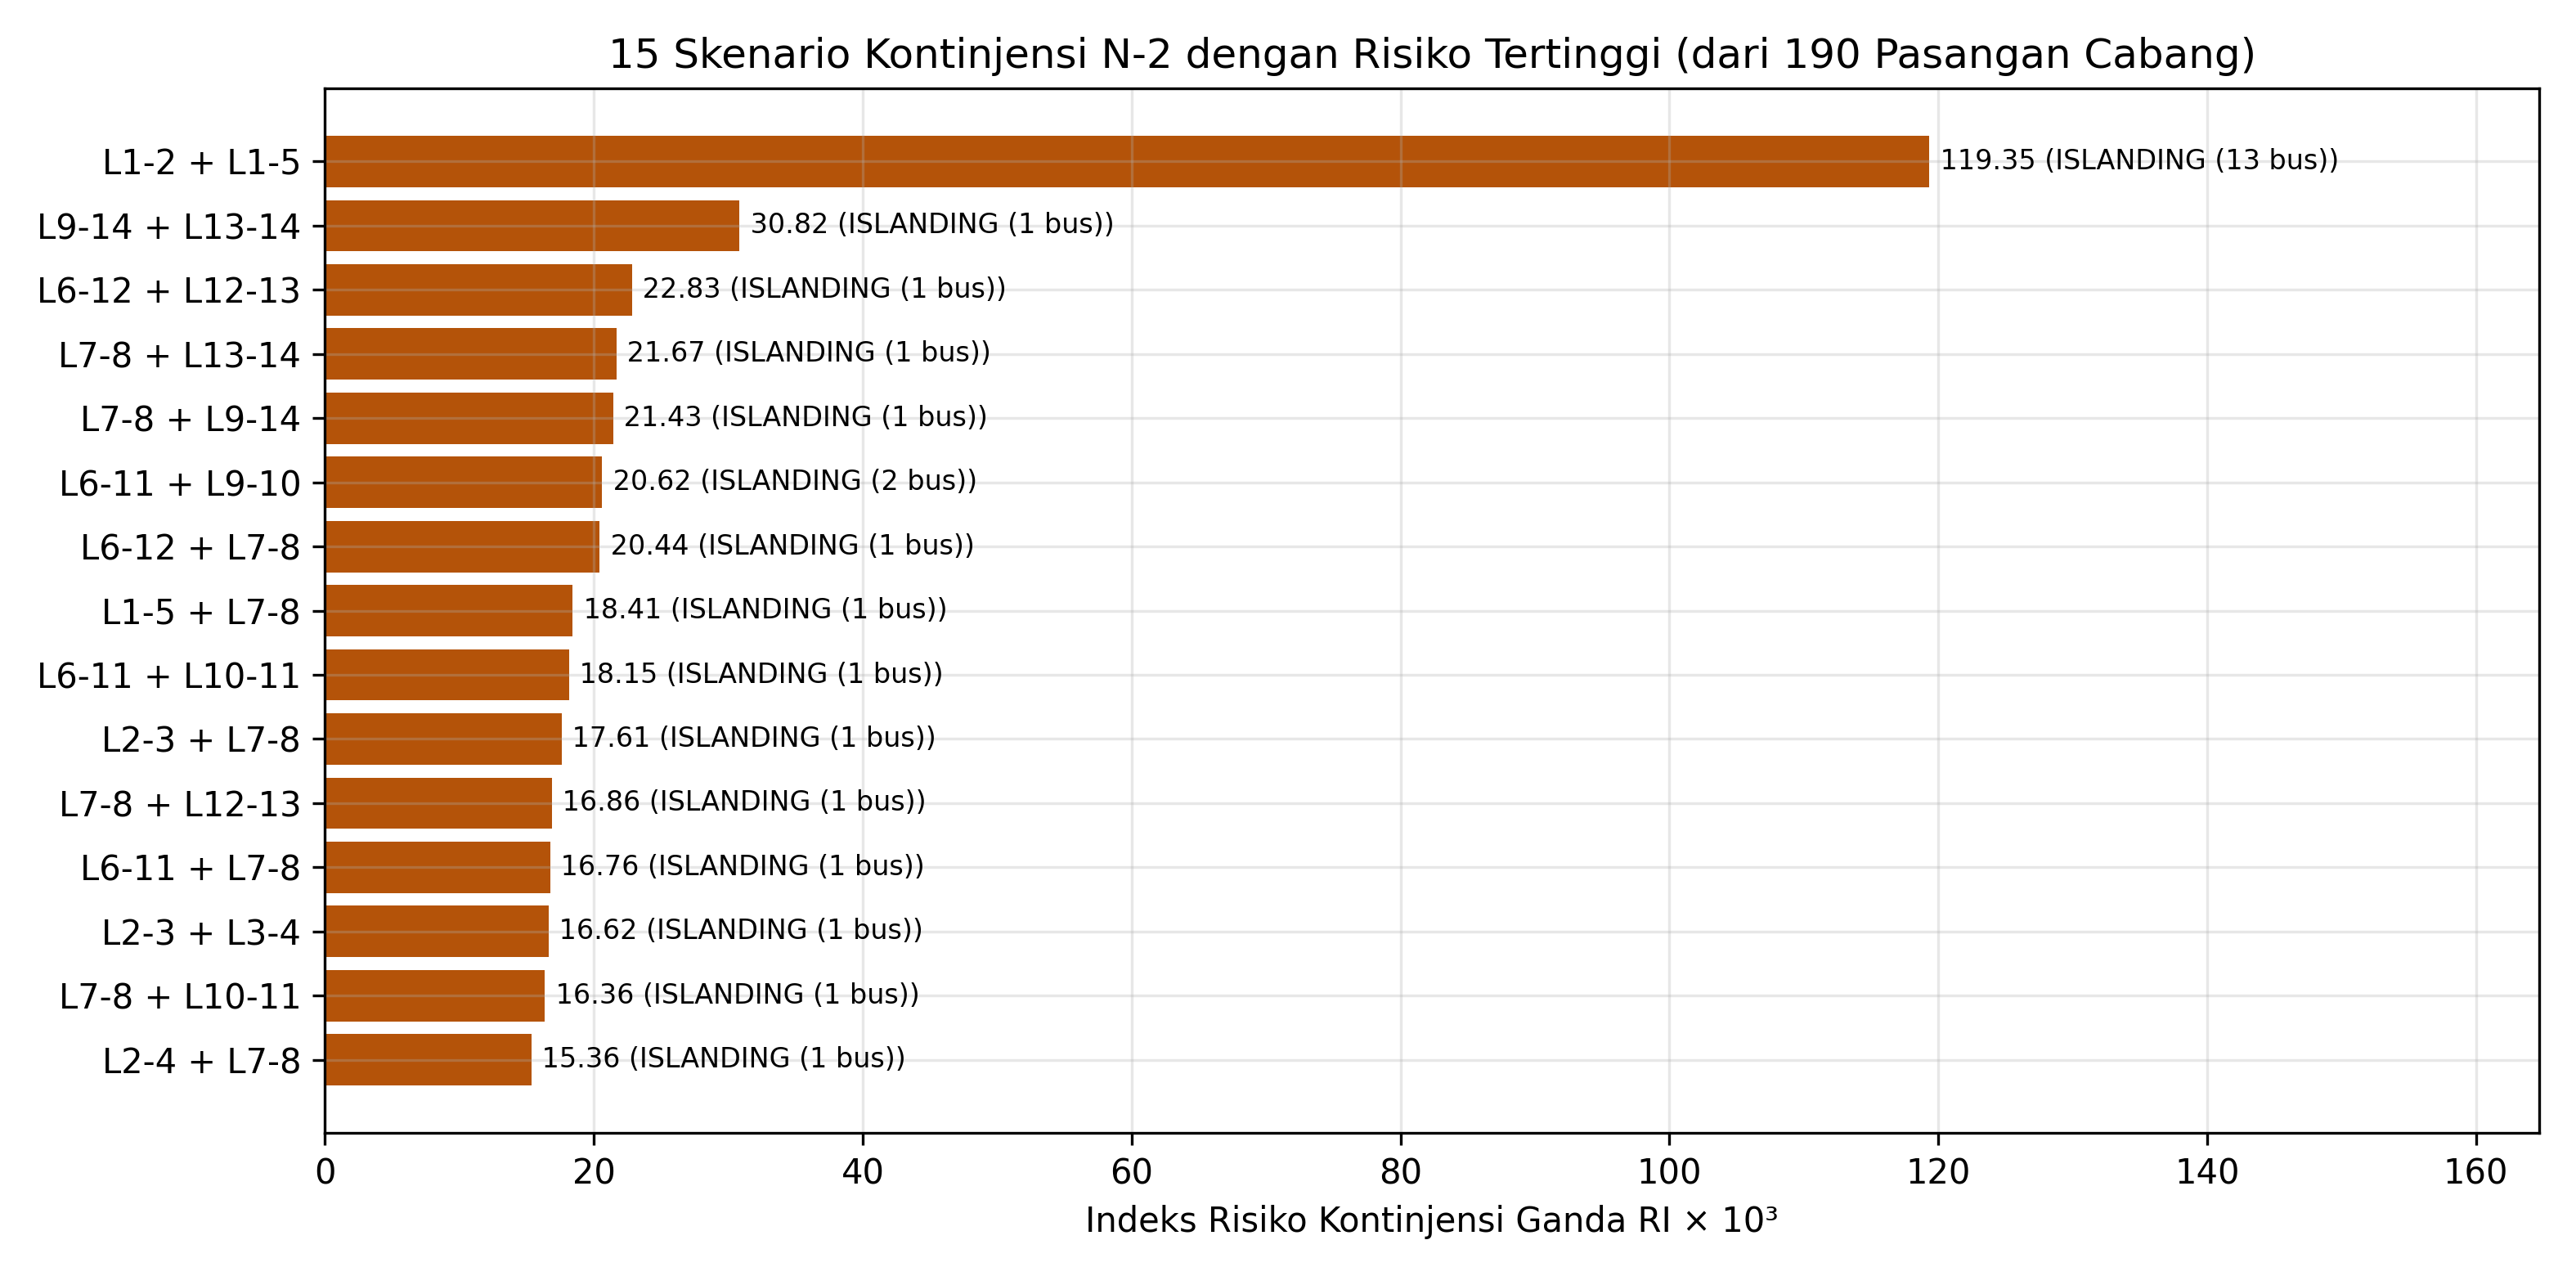 15 Skenario Kontinjensi N-2 dengan Risiko Tertinggi (dari 190 Pasangan Cabang)
L1-2 + L1-5 119.35 (ISLANDING (13 bus))
L9-14 + L13-14 30.82 (ISLANDING (1 bus))
L6-12 + L12-13 22.83 (ISLANDING (1 bus))
L7-8 + L13-14 21.67 (ISLANDING (1 bus))
L7-8 + L9-14 21.43 (ISLANDING (1 bus))
L6-11 + L9-10 20.62 (ISLANDING (2 bus))
L6-12 + L7-8 20.44 (ISLANDING (1 bus))
L1-5 + L7-8 18.41 (ISLANDING (1 bus))
L6-11 + L10-11 18.15 (ISLANDING (1 bus))
L2-3 + L7-8 17.61 (ISLANDING (1 bus))
L7-8 + L12-13 16.86 (ISLANDING (1 bus))
L6-11 + L7-8 16.76 (ISLANDING (1 bus))
L2-3 + L3-4 16.62 (ISLANDING (1 bus))
L7-8 + L10-11 16.36 (ISLANDING (1 bus))
L2-4 + L7-8 15.36 (ISLANDING (1 bus))
0 20 40 60 80 100 120 140 160
Indeks Risiko Kontinjensi Ganda RI × 10³